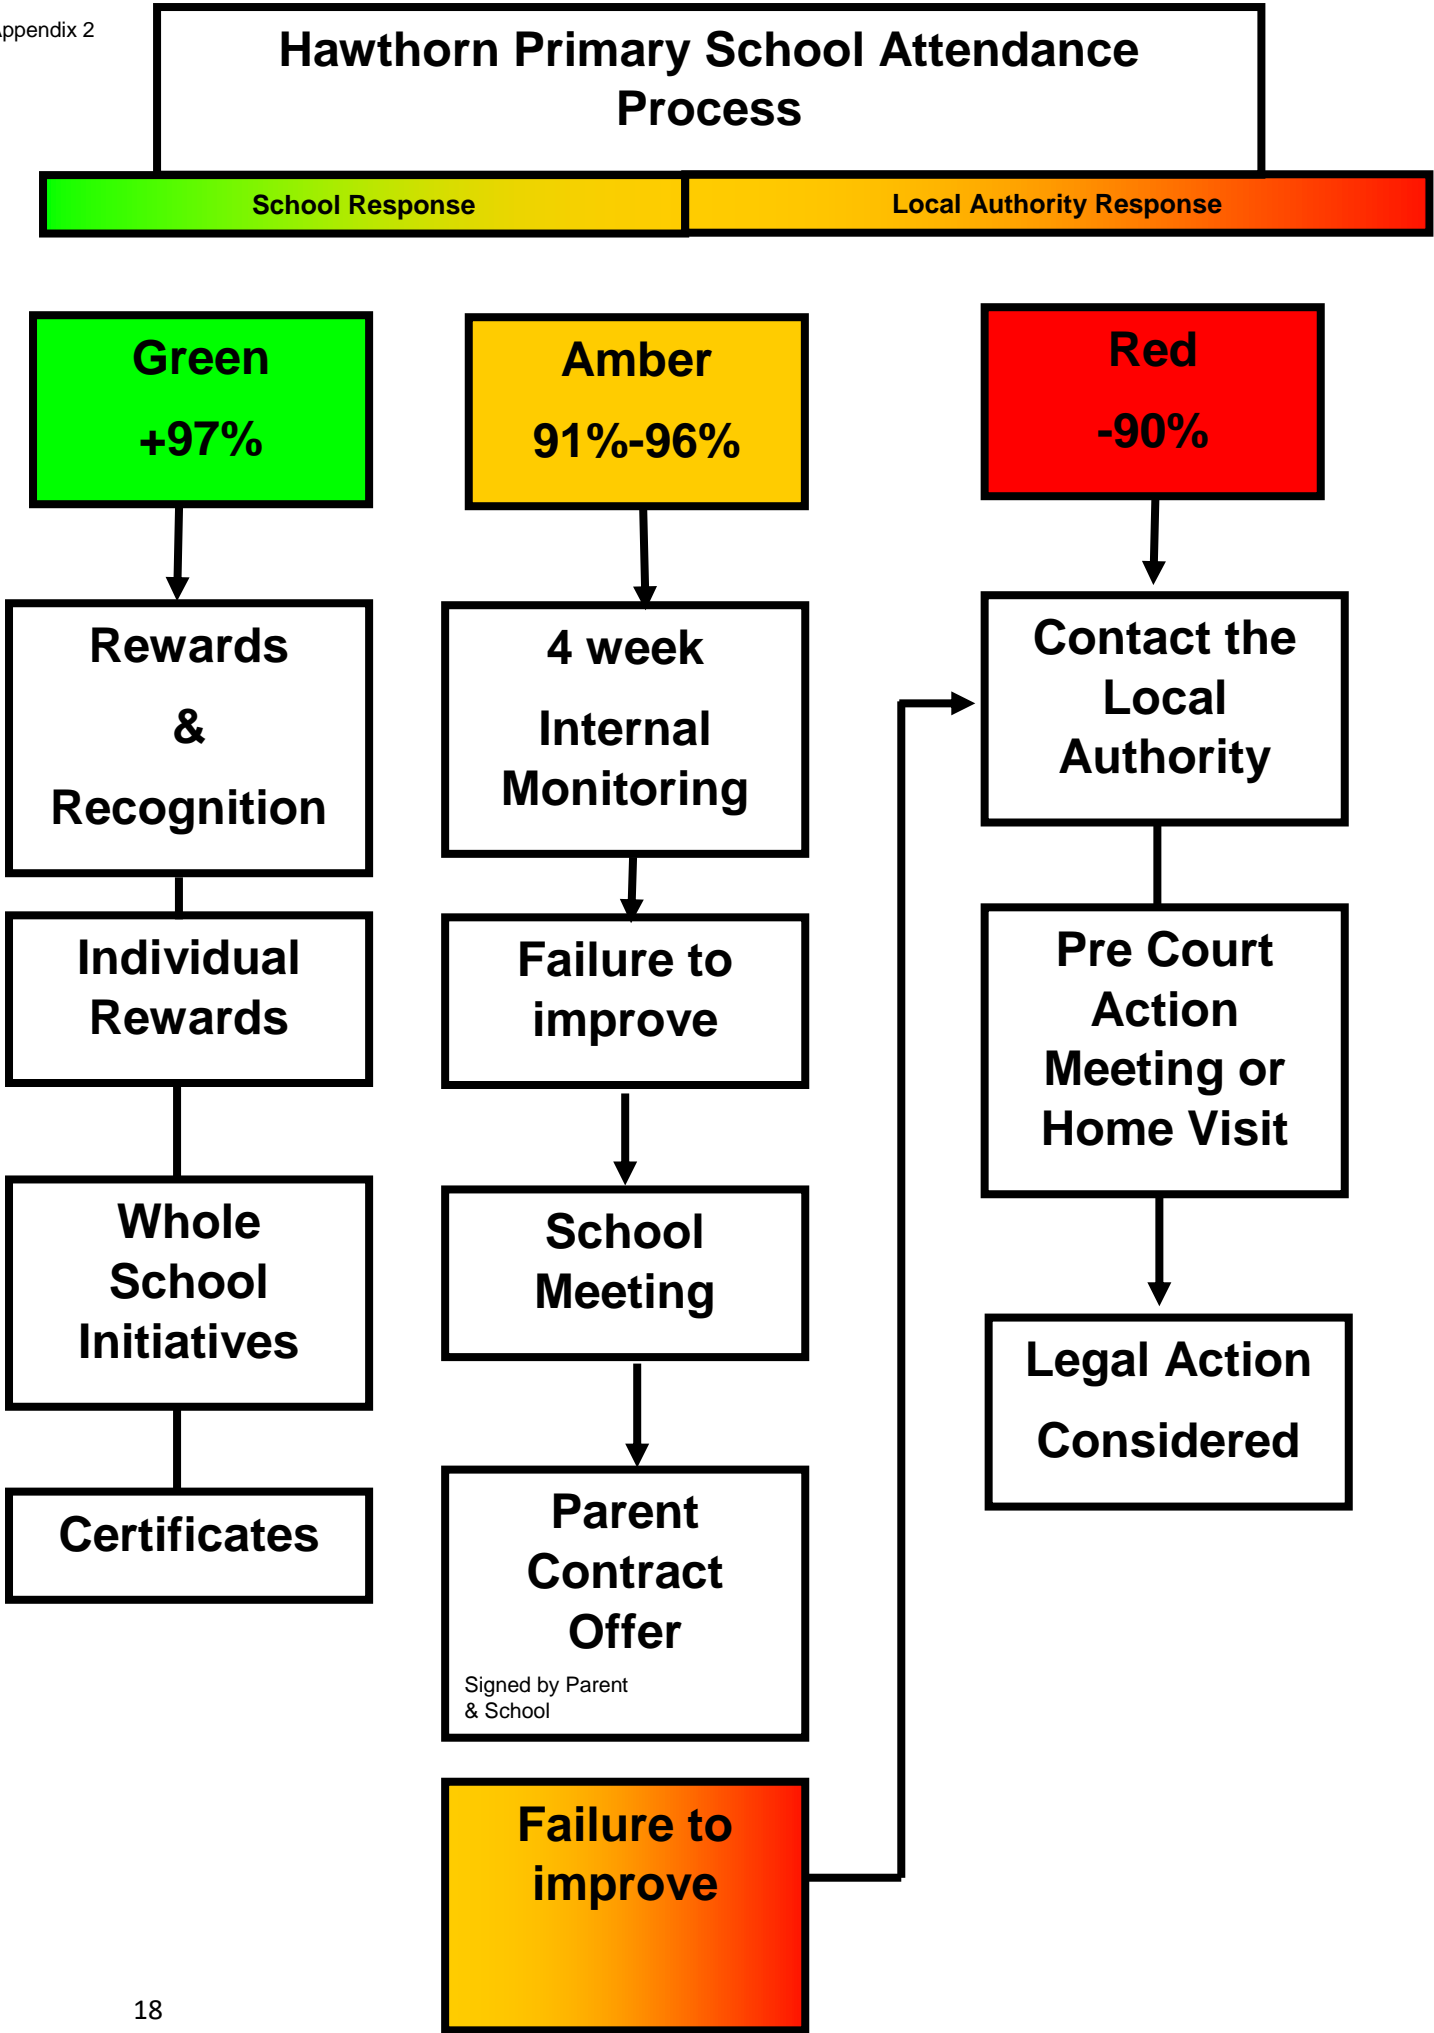 Appendix 2
Hawthorn Primary School Attendance
Process
School Response
Local Authority Response
Green
+97%
Rewards
&
Recognition
Individual
Rewards
Whole
School
Initiatives
Certificates
Amber
91%-96%
4 week
Internal
Monitoring
Failure to
improve
School
Meeting
Parent
Contract
Offer
Signed by Parent
& School
Failure to
improve
Red
-90%
Contact the
Local
Authority
Pre Court
Action
Meeting or
Home Visit
Legal Action
Considered
18